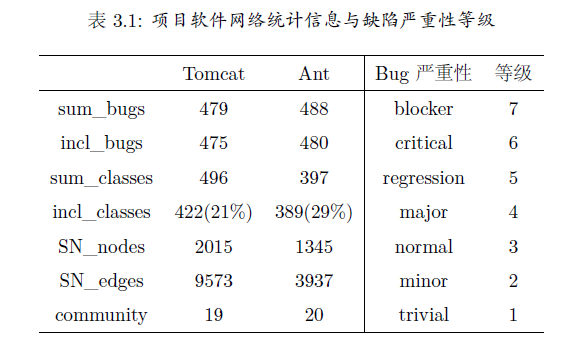 表 3.1: 项目软件网络统计信息与缺陷严重性等级
Tomcat Ant Bug 严重性 等级
sum_bugs 479 488 blocker 7
incl_bugs 475 480 critical 6
sum_classes 496 397 regression 5
incl_classes 422(21%) 389(29%) major 4
SN_nodes 2015 1345 normal 3
SN_edges 9573 3937 minor 2
community 19 20 trivial 1